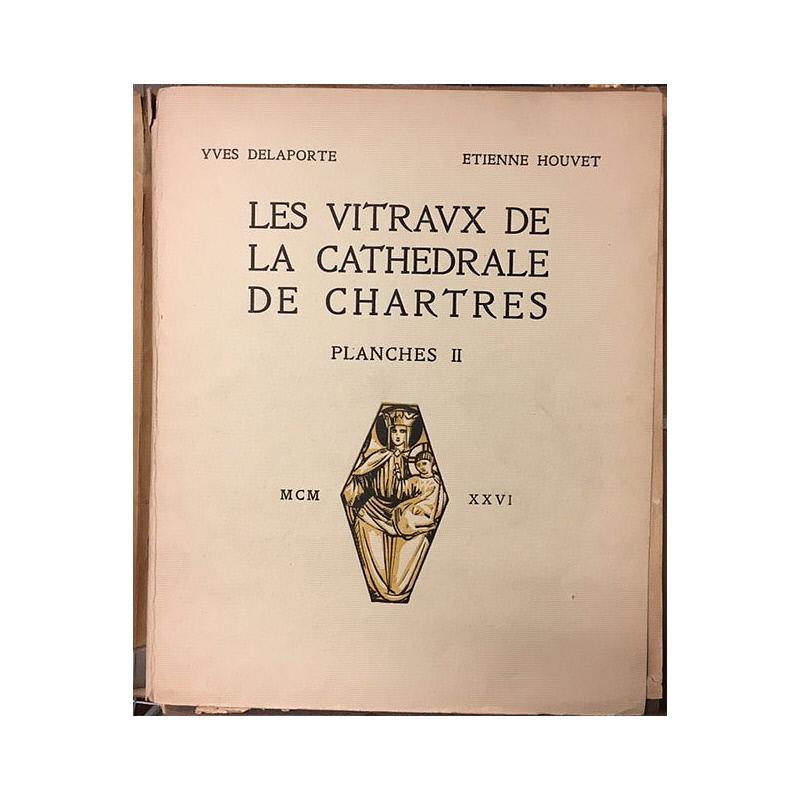 YVES DELAPORTE ETIENNE HOUVET
LES VITRAVX DE
LA CATHEDRALE
DE CHARTRES
PLANCHES II
MCM XXVI